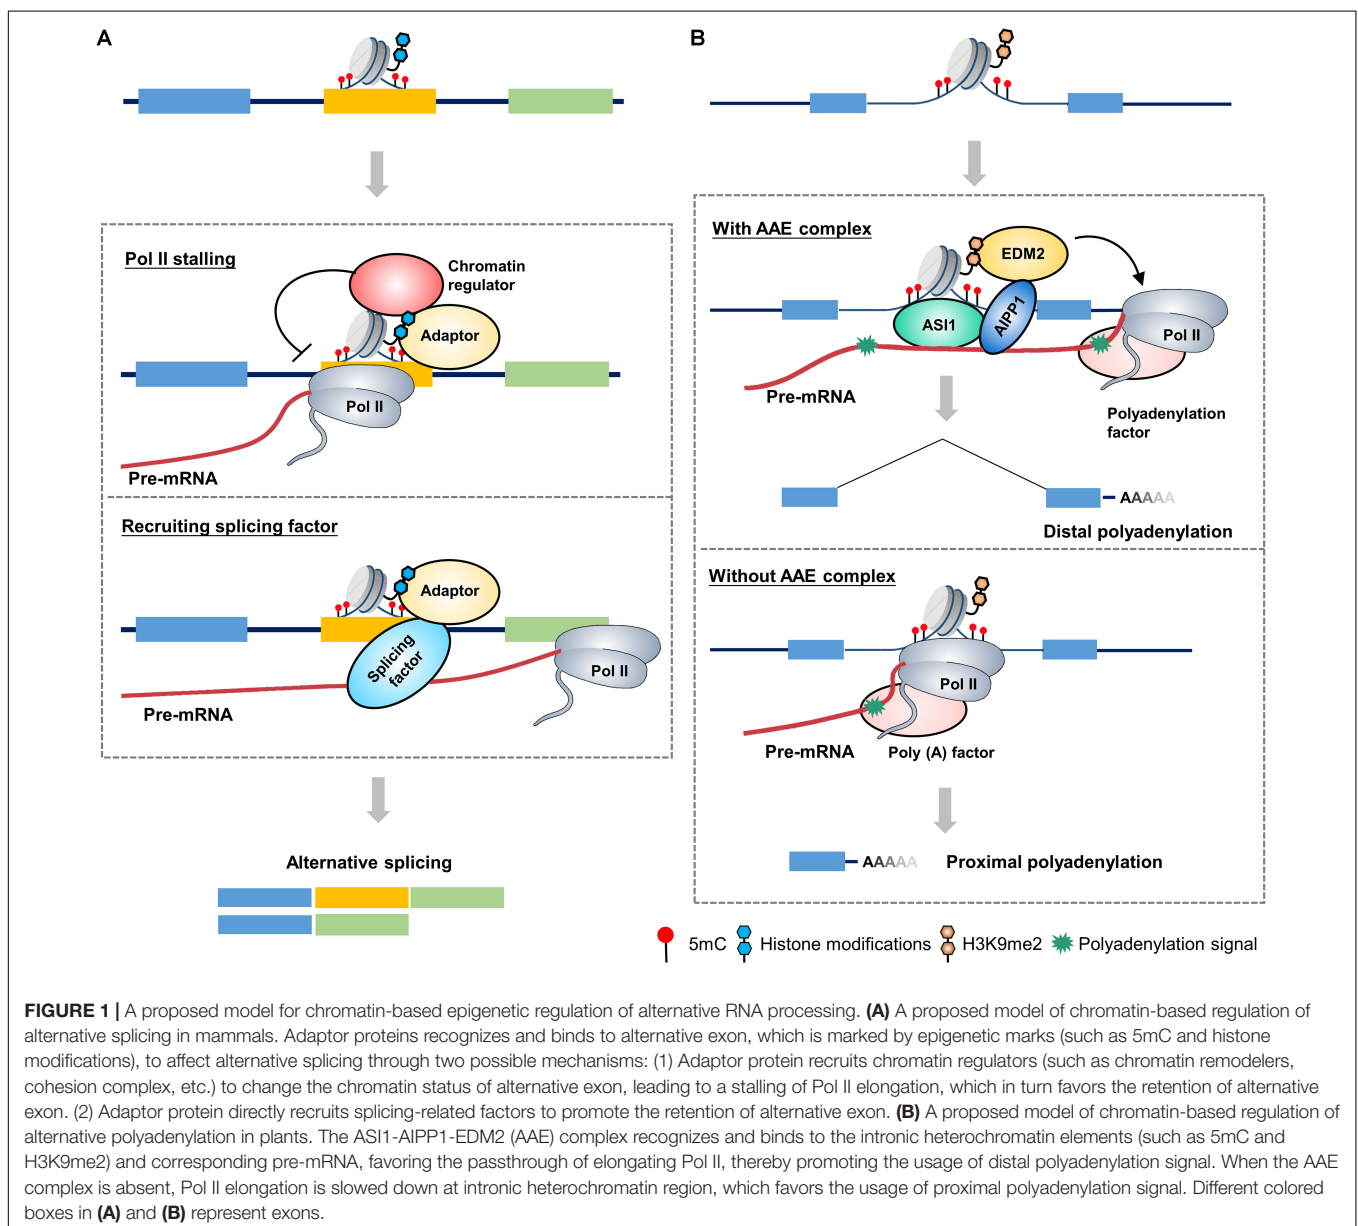 A
Pol II stalling
Chromatin
regulator
Adaptor
Pol II
Pre-mRNA
Recruiting splicing factor
Adaptor
Splicing
factor
Pol II
Pre-mRNA
Alternative splicing
B
With AAE complex
EDM2
ASI1
AIPP1
Pol II
Pre-mRNA
Polyadenylation
factor
AAAAA
Distal polyadenylation
Without AAE complex
Pol II
Pre-mRNA
Poly (A) factor
AAAAA
Proximal polyadenylation
5mC
Histone modifications
H3K9me2
Polyadenylation signal
FIGURE 1 | A proposed model for chromatin-based epigenetic regulation of alternative RNA processing. (A) A proposed model of chromatin-based regulation of
alternative splicing in mammals. Adaptor proteins recognizes and binds to alternative exon, which is marked by epigenetic marks (such as 5mC and histone
modifications), to affect alternative splicing through two possible mechanisms: (1) Adaptor protein recruits chromatin regulators (such as chromatin remodelers,
cohesion complex, etc.) to change the chromatin status of alternative exon, leading to a stalling of Pol II elongation, which in turn favors the retention of alternative
exon. (2) Adaptor protein directly recruits splicing-related factors to promote the retention of alternative exon. (B) A proposed model of chromatin-based regulation of
alternative polyadenylation in plants. The ASI1-AIPP1-EDM2 (AAE) complex recognizes and binds to the intronic heterochromatin elements (such as 5mC and
H3K9me2) and corresponding pre-mRNA, favoring the passthrough of elongating Pol II, thereby promoting the usage of distal polyadenylation signal. When the AAE
complex is absent, Pol II elongation is slowed down at intronic heterochromatin region, which favors the usage of proximal polyadenylation signal. Different colored
boxes in (A) and (B) represent exons.